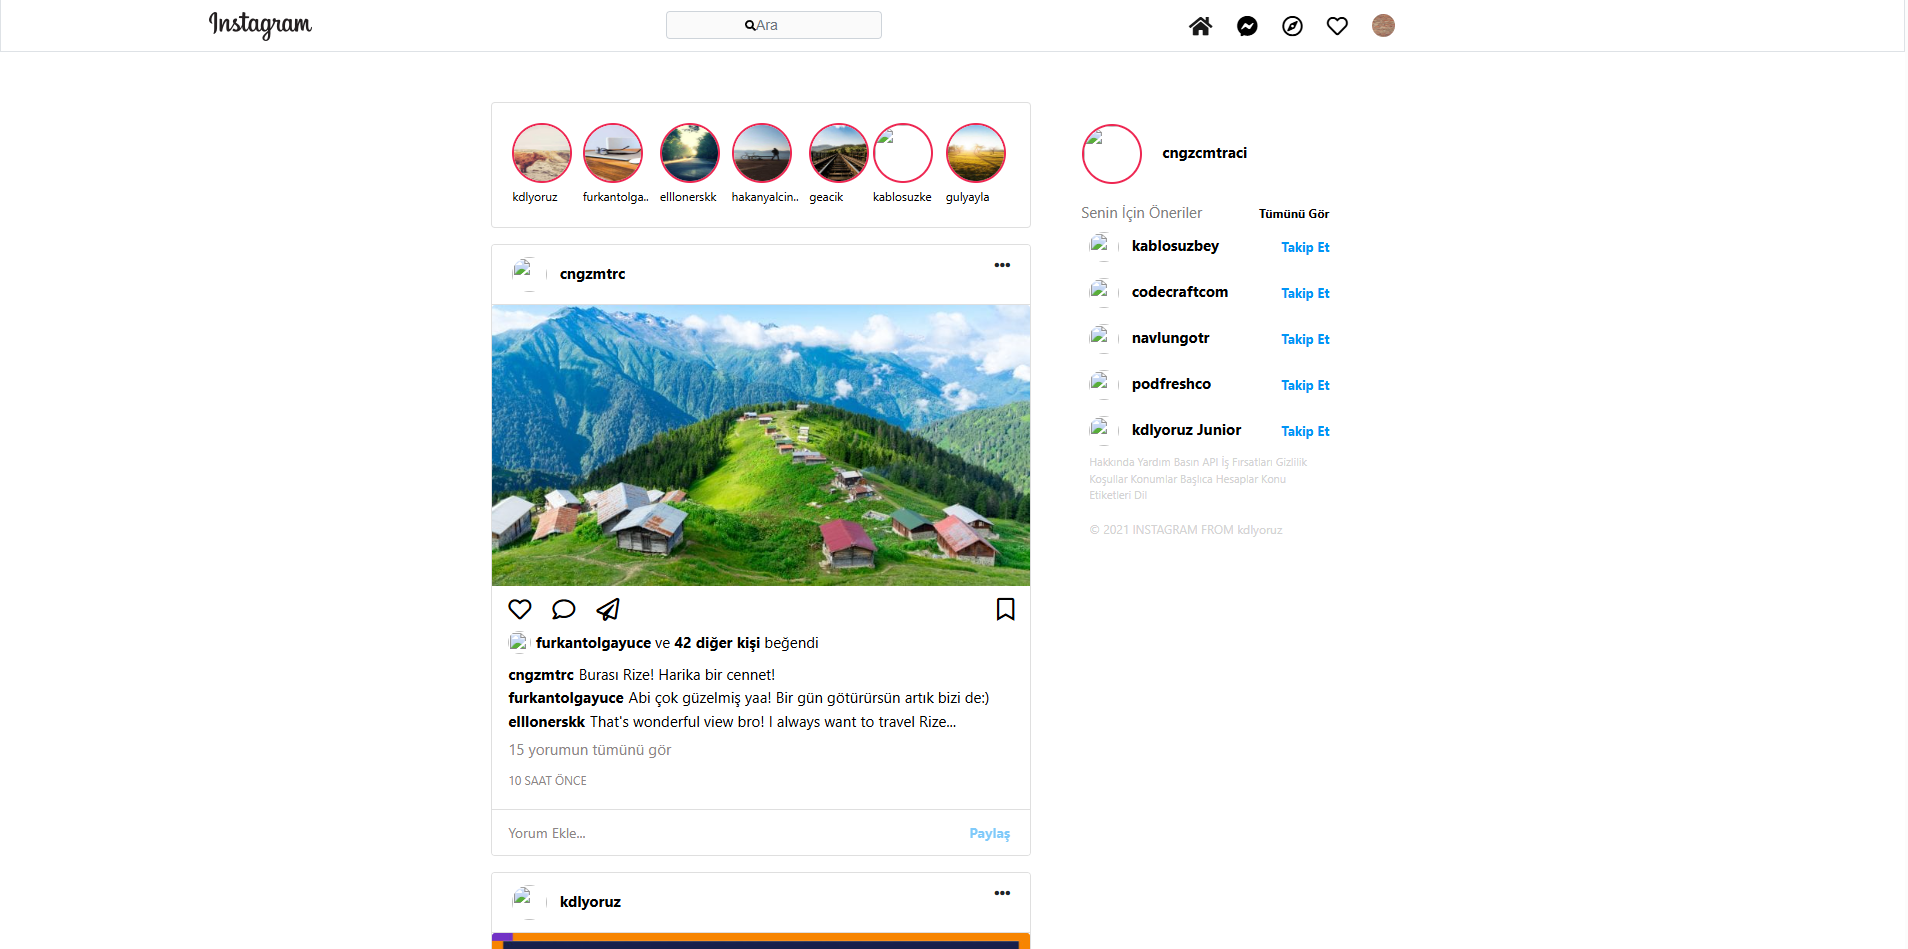 Instagram
Ara
kdlyoruz furkantolga.. elllonerskk hakanyalcin.. geacik kablosuzke gulyayla
cngzcmtraci
Senin İçin Öneriler Tümünü Gör
kablosuzbey Takip Et
codecraftcom Takip Et
navlungotr Takip Et
podfreshco Takip Et
kdlyoruz Junior Takip Et
Hakkında Yardım Basın API İş Fırsatları Gizlilik
Koşullar Konumlar Başlıca Hesaplar Konu
Etiketleri Dil
© 2021 INSTAGRAM FROM kdlyoruz
cngzmtrc
furkantolgayuce ve 42 diğer kişi beğendi
cngzmtrc Burası Rize! Harika bir cennet!
furkantolgayuce Abi çok güzelmiş yaa! Bir gün götürürsün artık bizi de:)
elllonerskk That's wonderful view bro! I always want to travel Rize...
15 yorumun tümünü gör
10 SAAT ÖNCE
Yorum Ekle... Paylaş
kdlyoruz